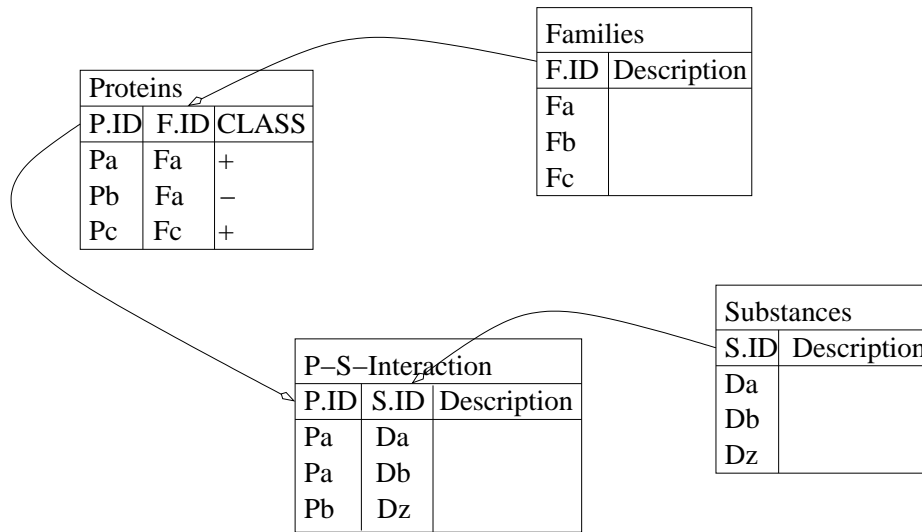 Families
F.ID Description
Fa
Fb
Fc
Proteins
P.ID F.ID CLASS
Pa Fa +
Pb Fa −
Pc Fc +
Substances
S.ID Description
Da
Db
Dz
P−S−Interaction
P.ID S.ID Description
Pa Da
Pa Db
Pb Dz